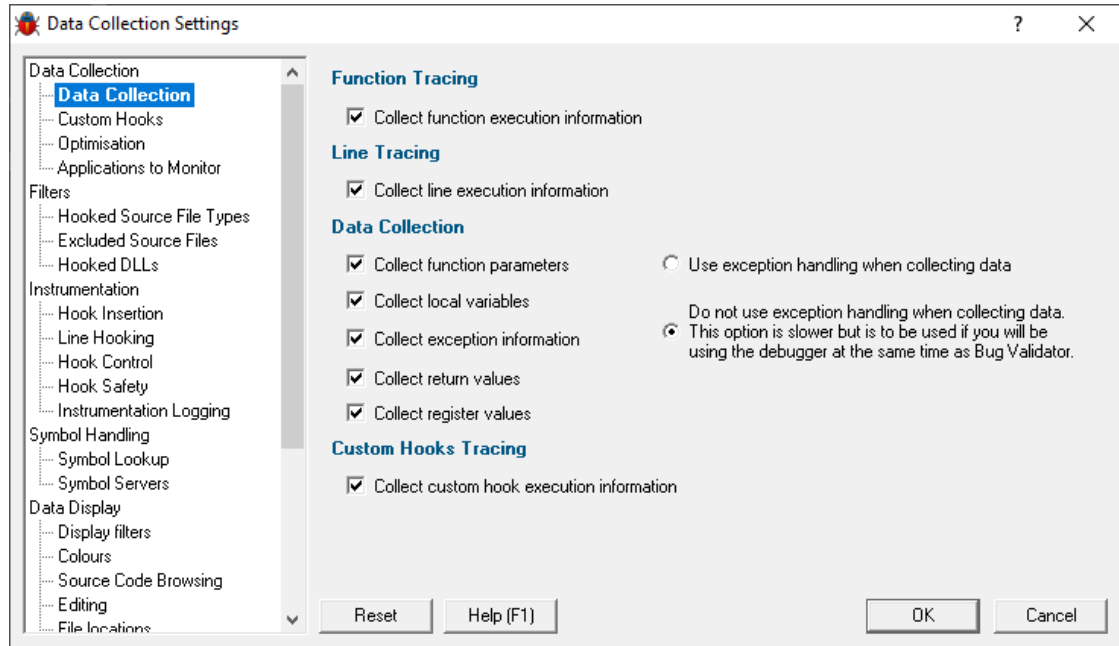 Data Collection Settings
?
Data Collection
Data Collection
Custom Hooks
Optimisation
Applications to Monitor
Filters
Hooked Source File Types
Excluded Source Files
Hooked DLLs
Instrumentation
Hook Insertion
Line Hooking
Hook Control
Hook Safety
Instrumentation Logging
Symbol Handling
Symbol Lookup
Symbol Servers
Data Display
Display filters
Colours
Source Code Browsing
Editing
File locations
Function Tracing
Collect function execution information
Line Tracing
Collect line execution information
Data Collection
Collect function parameters
Collect local variables
Collect exception information
Collect return values
Collect register values
Use exception handling when collecting data
Do not use exception handling when collecting data.
This option is slower but is to be used if you will be
using the debugger at the same time as Bug Validator.
Custom Hooks Tracing
Collect custom hook execution information
Reset
Help (F1)
OK
Cancel